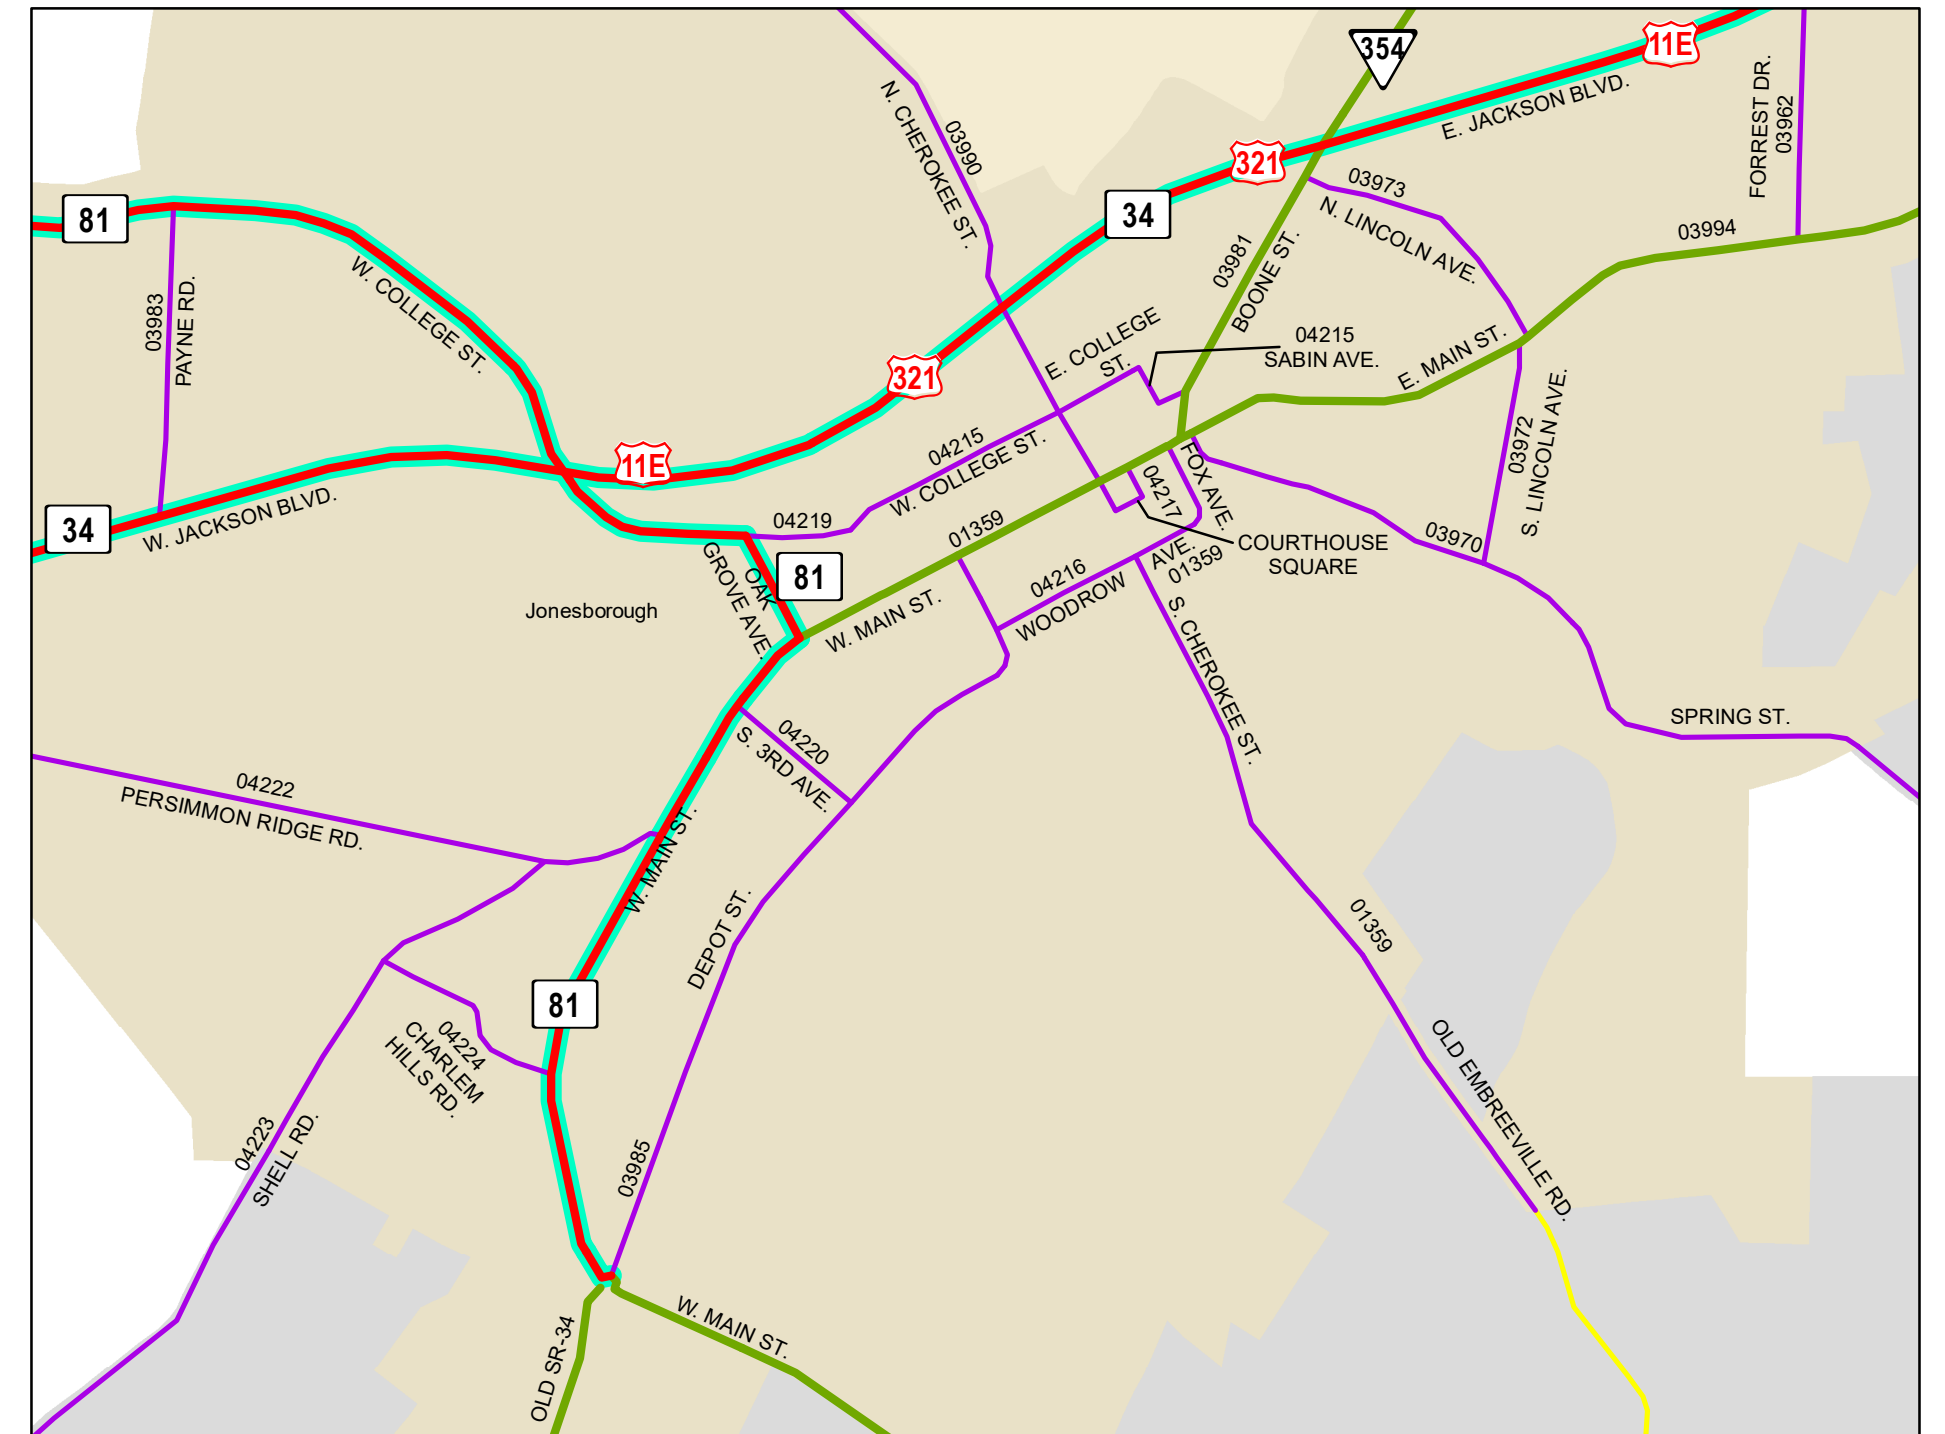 354
11E
E. JACKSON BLVD.
FORREST DR.
03962
N. CHEROKEE ST.
03990
321
34
03973
N. LINCOLN AVE.
81
03994
03981
BOONE ST.
W. COLLEGE ST.
03983
PAYNE RD.
E. COLLEGE
ST.
04215
SABIN AVE.
E. MAIN ST.
321
03972
S. LINCOLN AVE.
11E
04215
W. COLLEGE ST.
FOX AVE.
04217
34
W. JACKSON BLVD.
04219
01359
03970
COURTHOUSE
SQUARE
OAK
GROVE AVE.
81
04216
WOODROW
AVE.
01359
Jonesborough
W. MAIN ST.
S. CHEROKEE ST.
SPRING ST.
04220
S. 3RD AVE.
04222
PERSIMMON RIDGE RD.
W. MAIN ST.
DEPOT ST.
01359
81
04224
CHARLEM
HILLS RD.
OLD EMBREEVILLE RD.
04223
SHELL RD.
03985
W. MAIN ST.
OLD SR-34